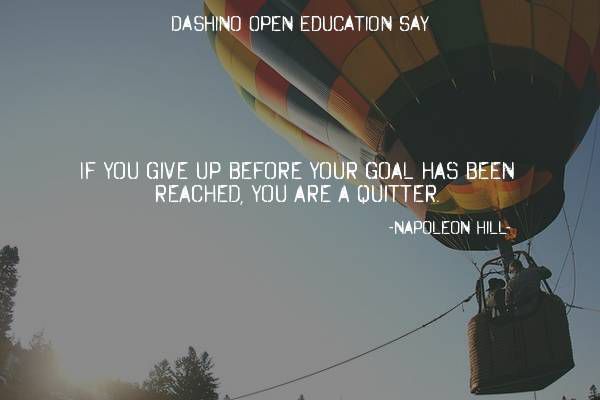 DASHINO OPEN EDUCATION SAY
IF YOU GIVE UP BEFORE YOUR GOAL HAS BEEN
REACHED, YOU ARE A QUITTER.
-NAPOLEON HILL-